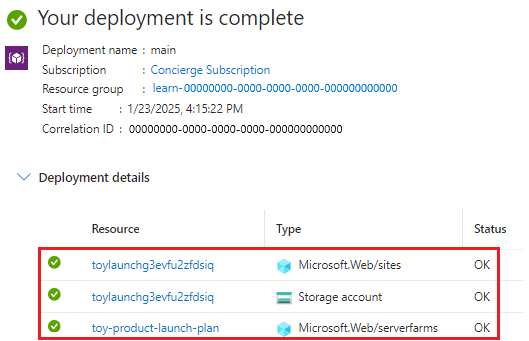 Your deployment is complete
Deployment name : main
Subscription : Concierge Subscription
Resource group : learn-00000000-0000-0000-0000-000000000000
Start time : 1/23/2025, 4:15:22 PM
Correlation ID : 00000000-0000-0000-0000-000000000000
Deployment details
Resource Type Status
toylaunchg3evfu2zfdsiq Microsoft.Web/sites OK
toylaunchg3evfu2zfdsiq Storage account OK
toy-product-launch-plan Microsoft.Web/serverfarms OK